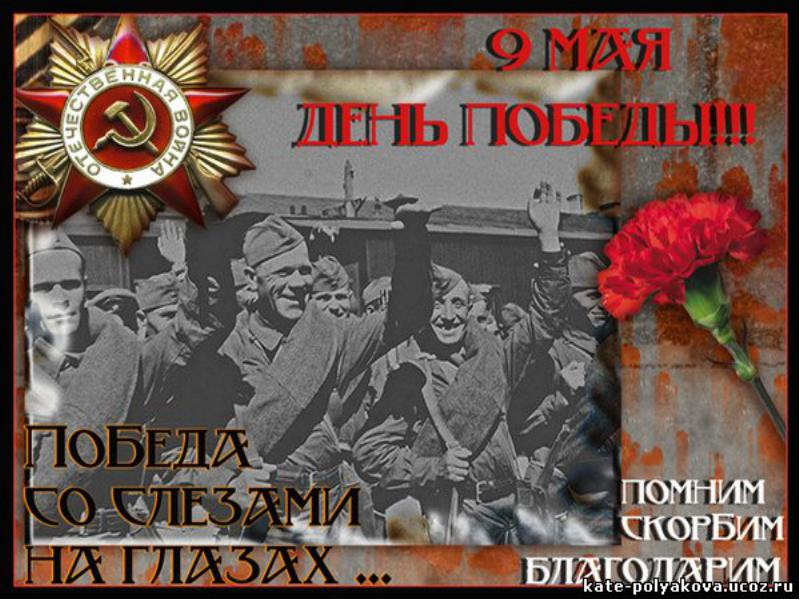 ОТЕЧЕСТВЕННАЯ ВОЙНА
9 МАЯ
ДЕНЬ ПОБЕДЫ!!!!
ПОБЕДА
СО СЛЕЗАМИ
НА ГЛАЗАХ ...
ПОМНИМ
СКОРБИМ
БЛАГОДАРИМ
kate-polyakova.ucoz.ru